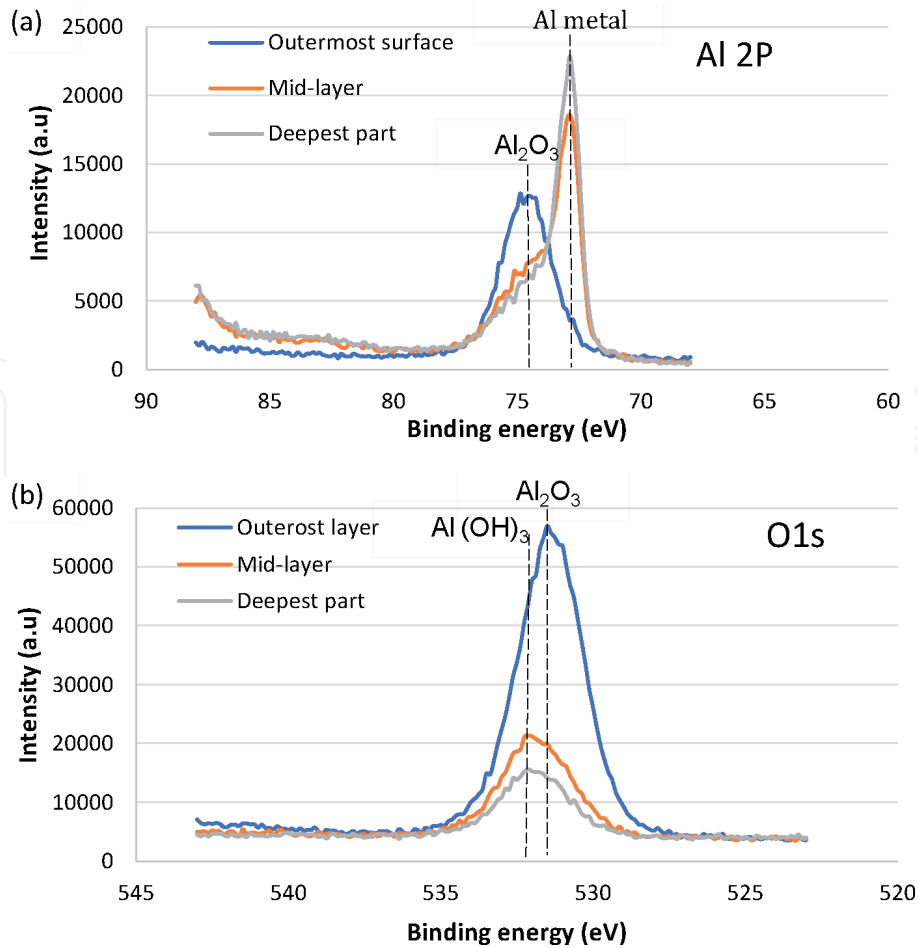 (a)
Al metal
Al 2P
Outermost surface
Mid-layer
Deepest part
Al₂O₃
Intensity (a.u)
25000
20000
15000
10000
5000
0
90 85 80 75 70 65 60
Binding energy (eV)
(b)
Al₂O₃
Al (OH)₃
O1s
Outerost layer
Mid-layer
Deepest part
Intensity (a.u)
60000
50000
40000
30000
20000
10000
0
545 540 535 530 525 520
Binding energy (eV)